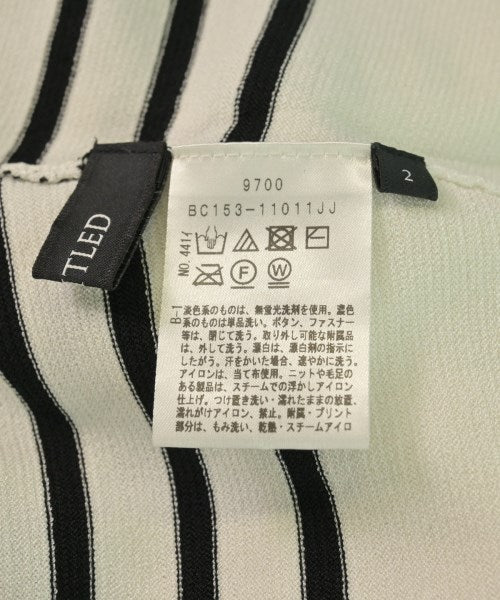 TLED
2
9700
BC153-11011JJ
NO.441イ
F
W
B-1
淡色系のものは、無蛍光洗剤を使用。濃色
系のものは単品洗い。ボタン、ファスナー
等は、閉じて洗う。取り外し可能な附属品
は、外して洗う。漂白は、漂白剤の指示に
したがう。汗をかいた場合、速やかに洗う。
アイロンは、当て布使用。ニットや毛足の
ある製品は、スチームでの浮かしアイロン
仕上げ。つけ置き洗い・濡れたままの放置、
濡れがけアイロン、禁止。附属・プリント
部分は、もみ洗い、乾熱・スチームアイロ